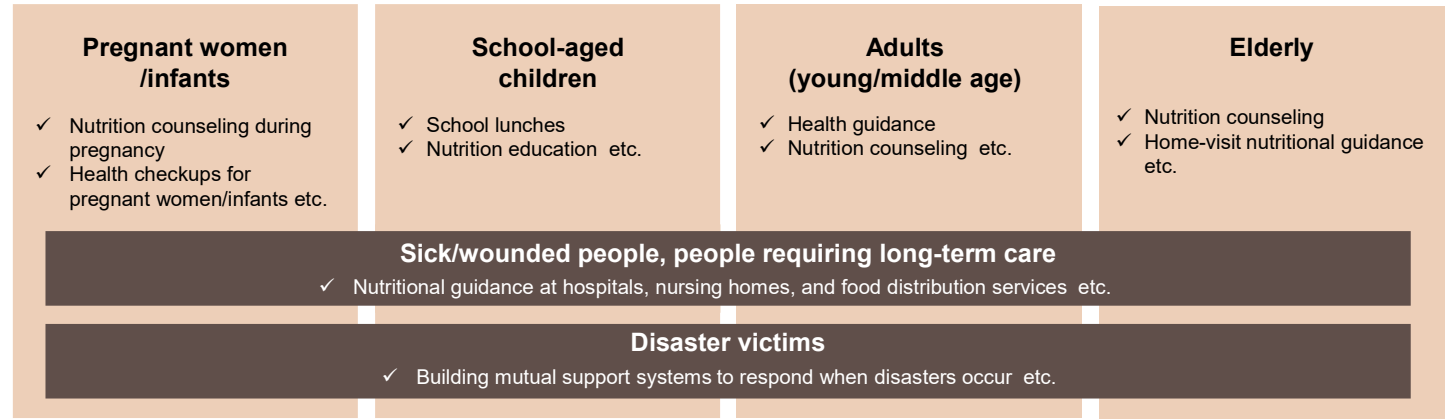 Pregnant women
/infants
✓ Nutrition counseling during
pregnancy
✓ Health checkups for
pregnant women/infants etc.
School-aged
children
✓ School lunches
✓ Nutrition education etc.
Adults
(young/middle age)
✓ Health guidance
✓ Nutrition counseling etc.
Elderly
✓ Nutrition counseling
✓ Home-visit nutritional guidance
etc.
Sick/wounded people, people requiring long-term care
✓ Nutritional guidance at hospitals, nursing homes, and food distribution services etc.
Disaster victims
✓ Building mutual support systems to respond when disasters occur etc.